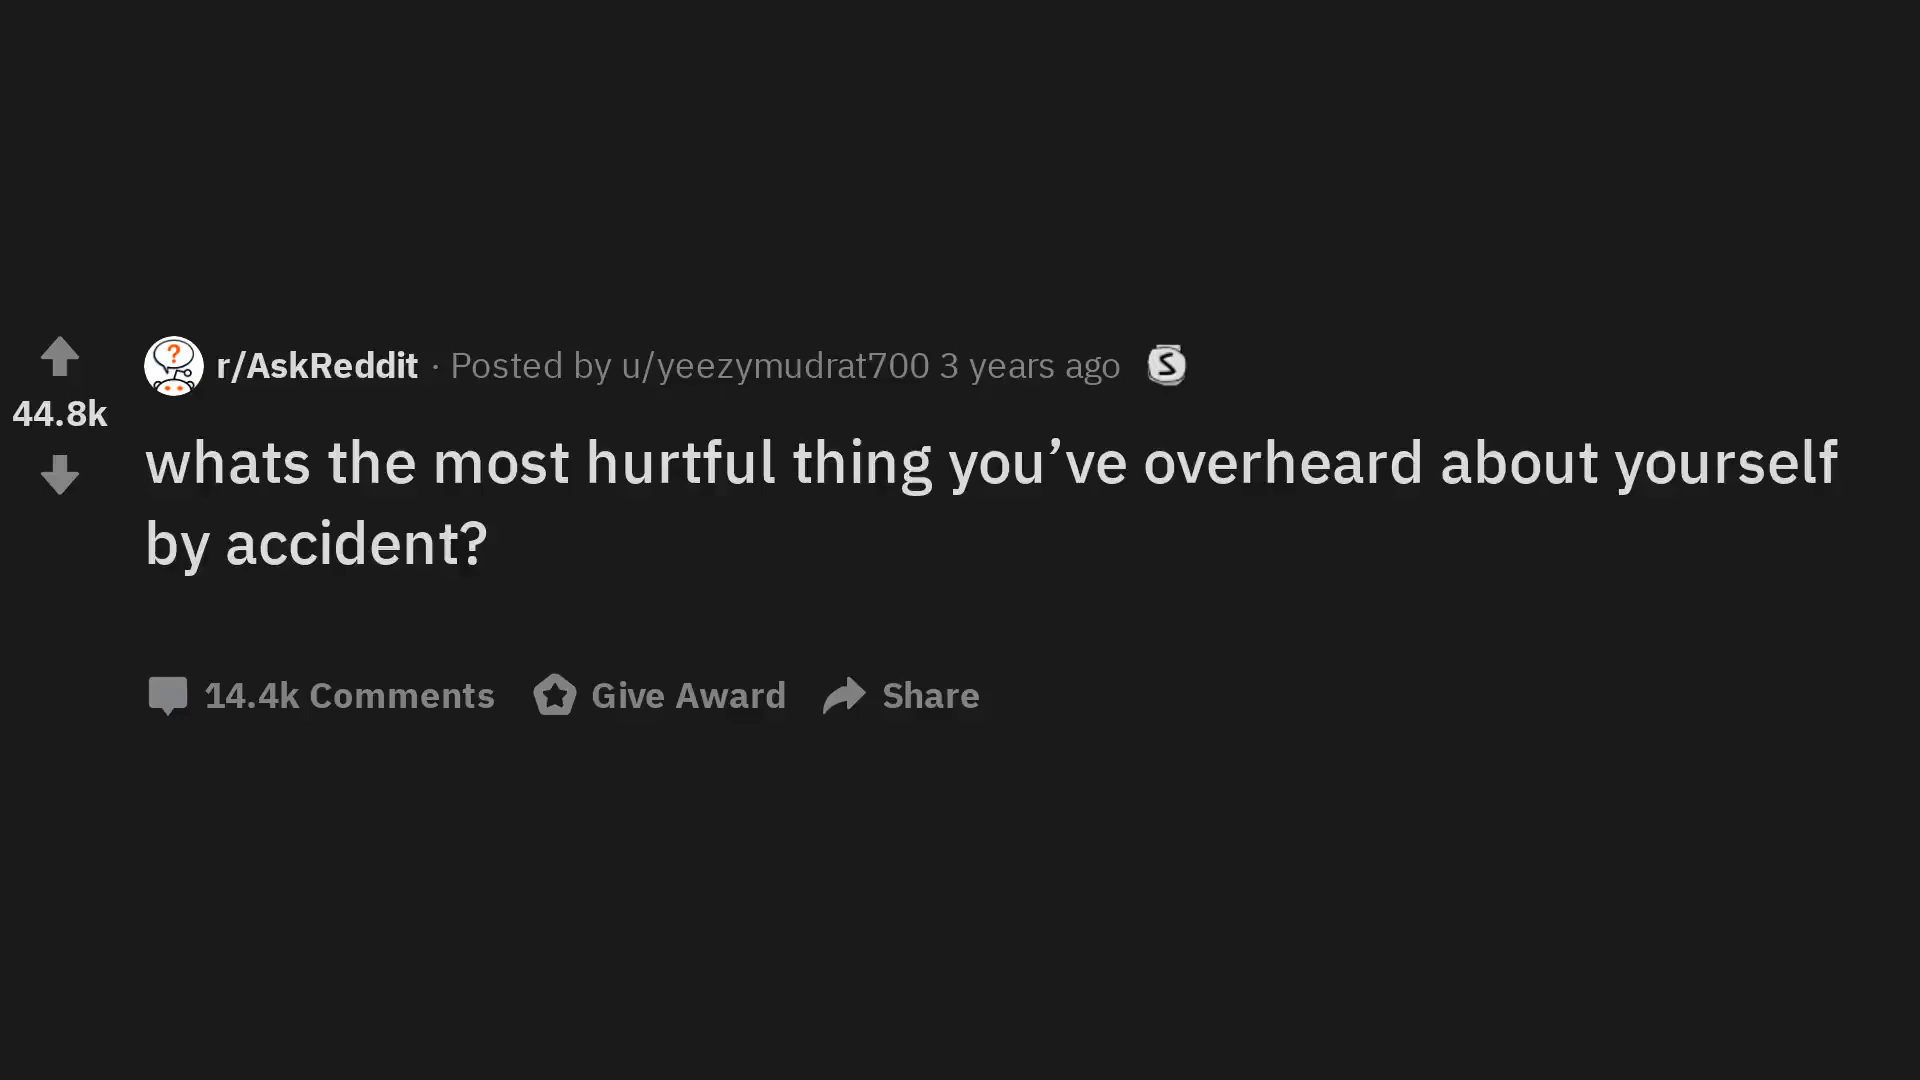 r/AskReddit · Posted by u/yeezymudrat700 3 years ago S
44.8k
whats the most hurtful thing you’ve overheard about yourself
by accident?
14.4k Comments Give Award Share